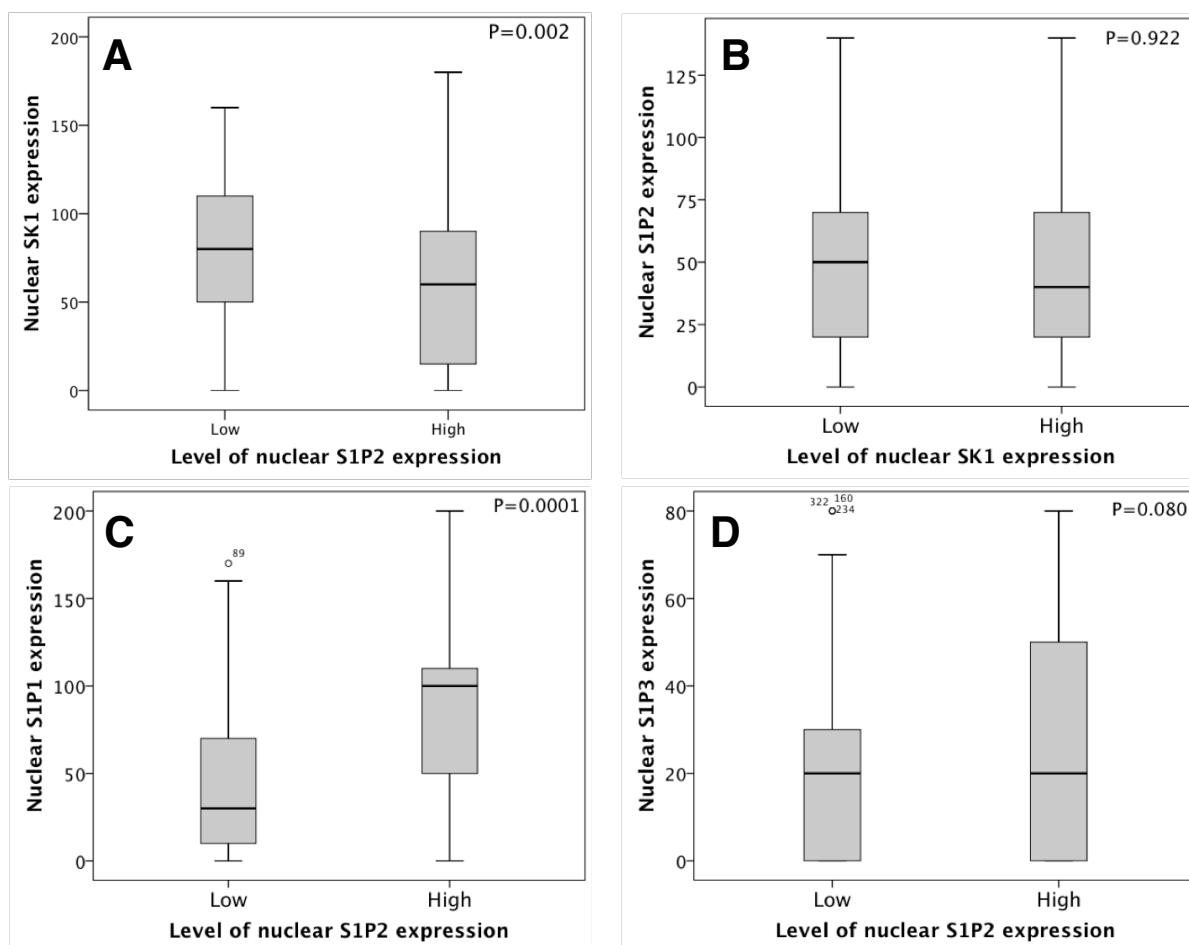 A
P=0.002
Nuclear SK1 expression
200
150
100
50
0
Low
High
Level of nuclear S1P2 expression
B
P=0.922
Nuclear S1P2 expression
125
100
75
50
25
0
Low
High
Level of nuclear SK1 expression
C
P=0.0001
Nuclear S1P1 expression
200
150
100
50
0
89
Low
High
Level of nuclear S1P2 expression
D
P=0.080
Nuclear S1P3 expression
80
60
40
20
0
322 160
234
Low
High
Level of nuclear S1P2 expression